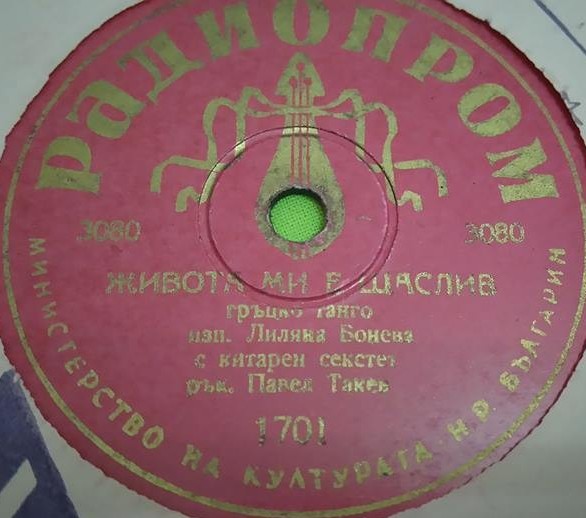 РАДИОПРОМ
3080 3080
ЖИВОТА МИ Е ЩАСЛИВ
гръцко танго
изп. Лиляна Бонева
с китарен секстет
рък. Павел Такев
1701
МИНИСТЕРСТВО НА КУЛТУРАТА - Н.Р. БЪЛГАРИЯ